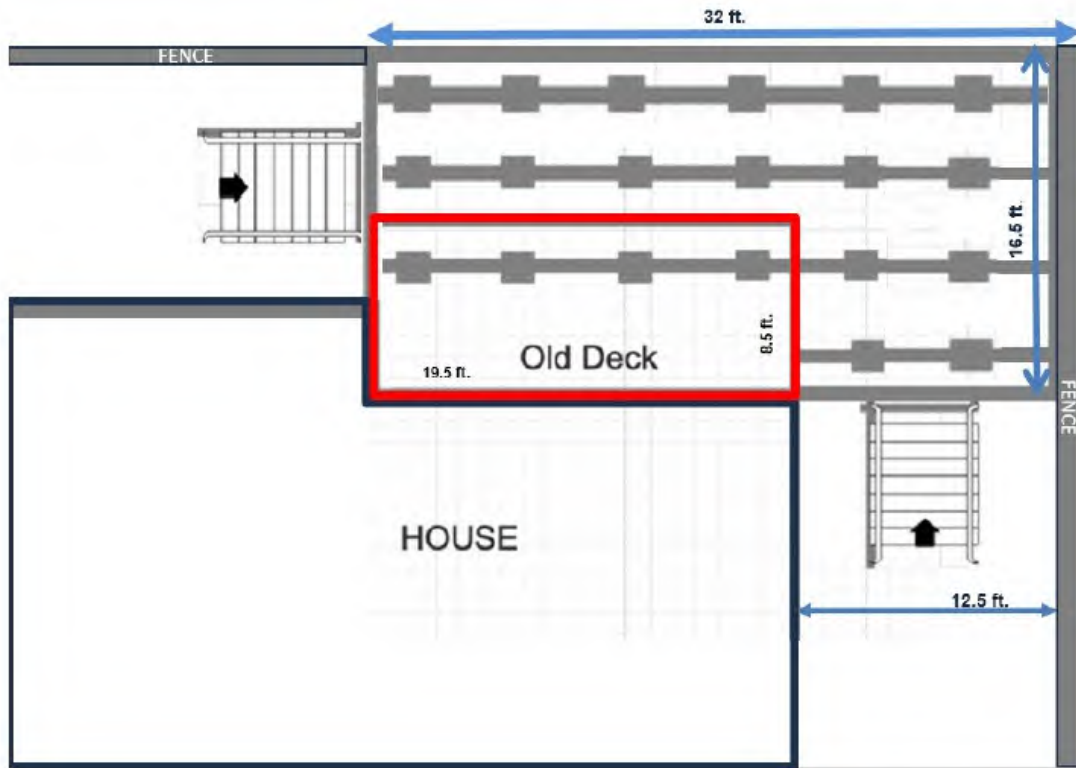 32 ft.
FENCE
16.5 ft.
8.5 ft.
Old Deck
19.5 ft.
FENCE
HOUSE
12.5 ft.